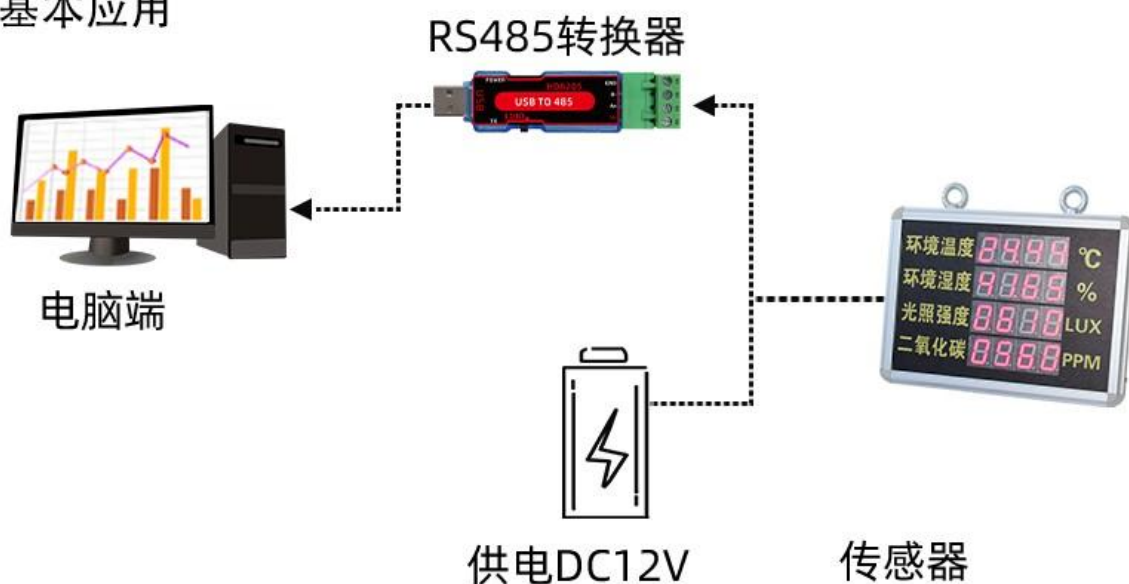 基本应用
RS485转换器
POWER
USB TO 485
USB
电脑端
环境温度 ℃
环境湿度 %
光照强度 LUX
二氧化碳 PPM
供电DC12V
传感器